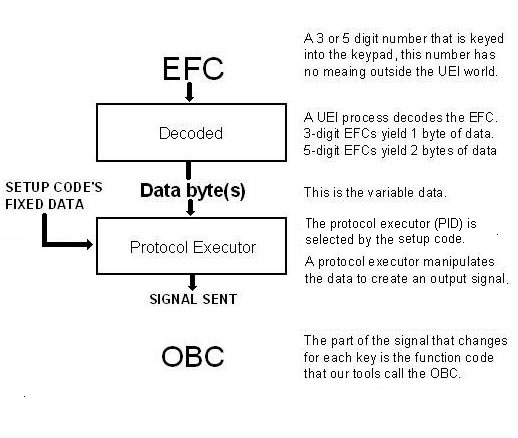 A 3 or 5 digit number that is keyed
into the keypad, this number has
no meaing outside the UEI world.
EFC
A UEI process decodes the EFC.
3-digit EFCs yield 1 byte of data.
5-digit EFCs yield 2 bytes of data
Decoded
SETUP CODE'S
FIXED DATA
Data byte(s)
This is the variable data.
The protocol executor (PID) is
selected by the setup code.
Protocol Executor
A protocol executor manipulates
the data to create an output signal.
SIGNAL SENT
OBC
The part of the signal that changes
for each key is the function code
that our tools call the OBC.